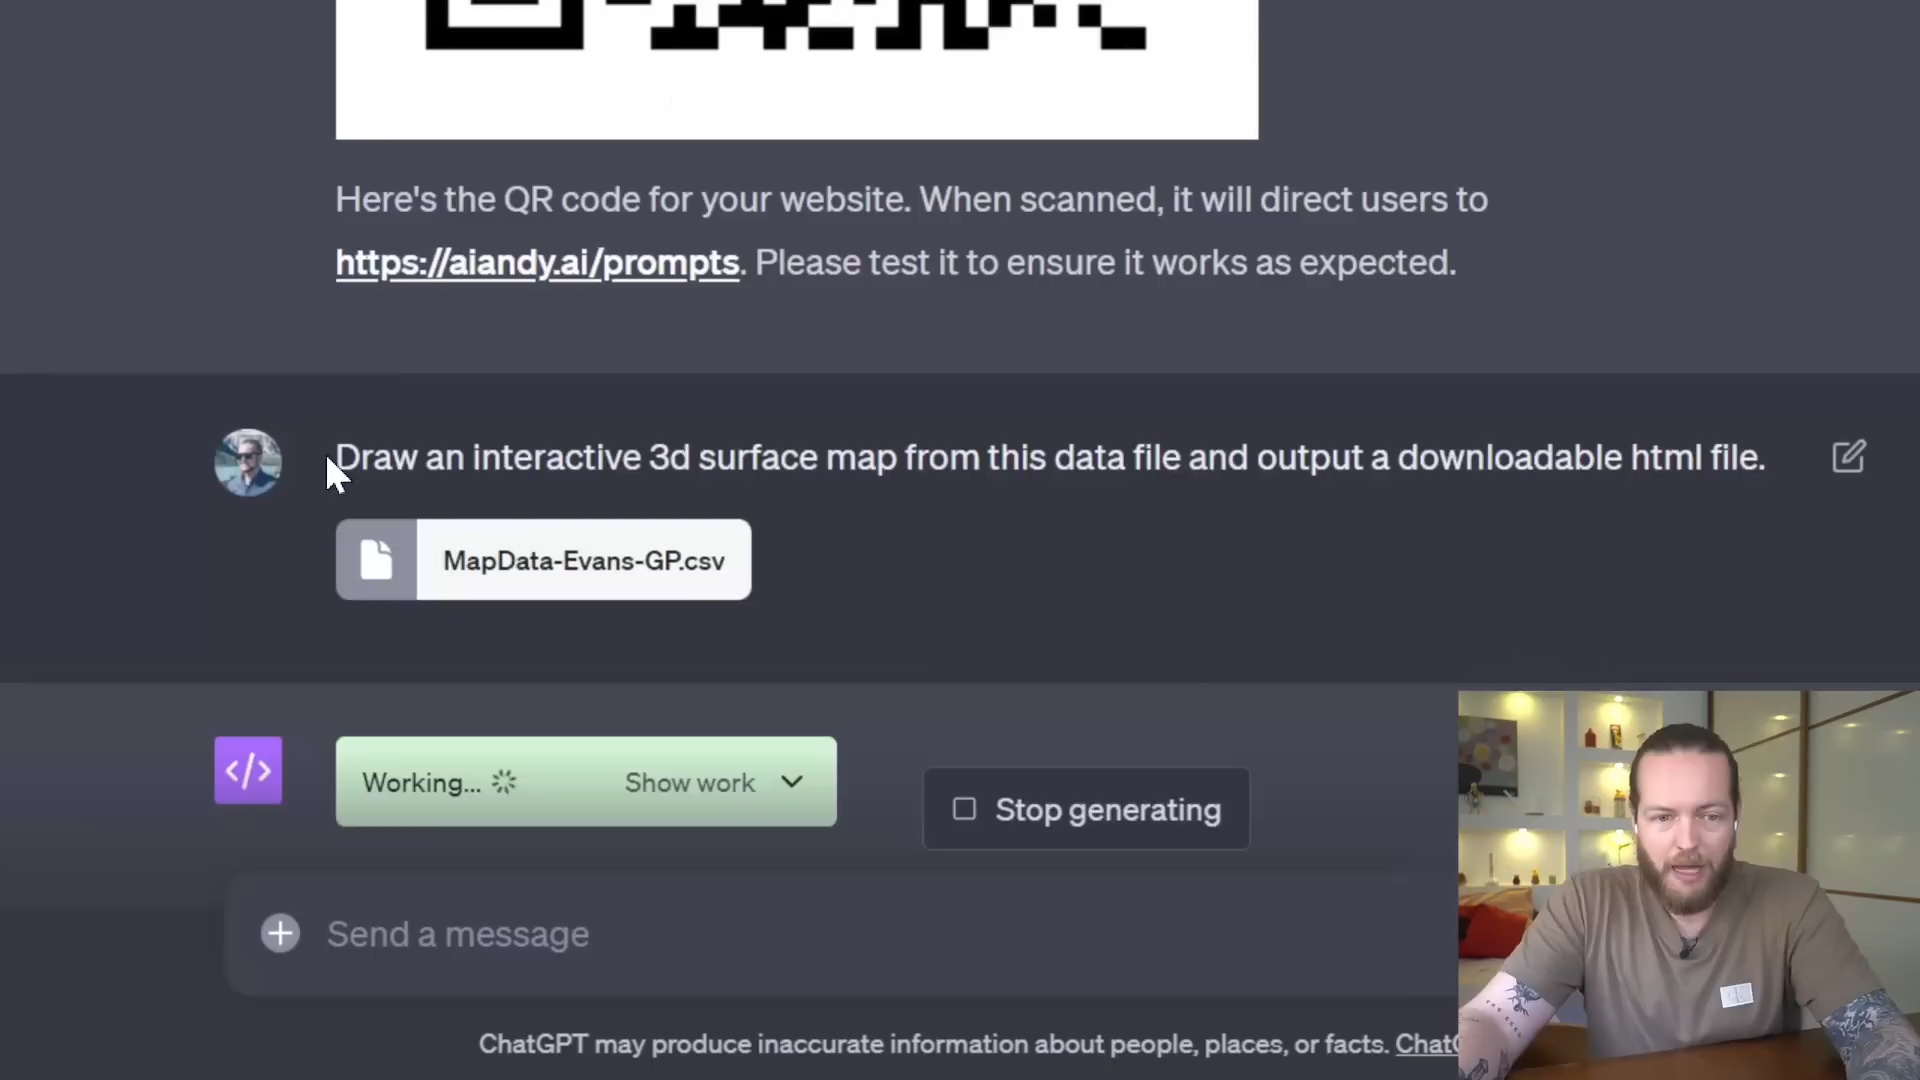 Here's the QR code for your website. When scanned, it will direct users to
https://aiandy.ai/prompts. Please test it to ensure it works as expected.
Draw an interactive 3d surface map from this data file and output a downloadable html file.
MapData-Evans-GP.csv
</>
Working... Show work
Stop generating
Send a message
ChatGPT may produce inaccurate information about people, places, or facts.